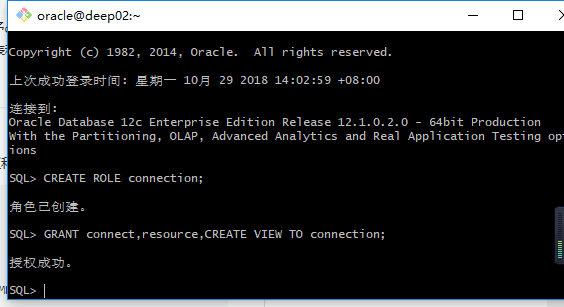 oracle@deep02:~
Copyright (c) 1982, 2014, Oracle.  All rights reserved.
上次成功登录时间: 星期一 10月 29 2018 14:02:59 +08:00
连接到:
Oracle Database 12c Enterprise Edition Release 12.1.0.2.0 - 64bit Production
With the Partitioning, OLAP, Advanced Analytics and Real Application Testing opt
ions
SQL> CREATE ROLE connection;
角色已创建。
SQL> GRANT connect,resource,CREATE VIEW TO connection;
授权成功。
SQL>